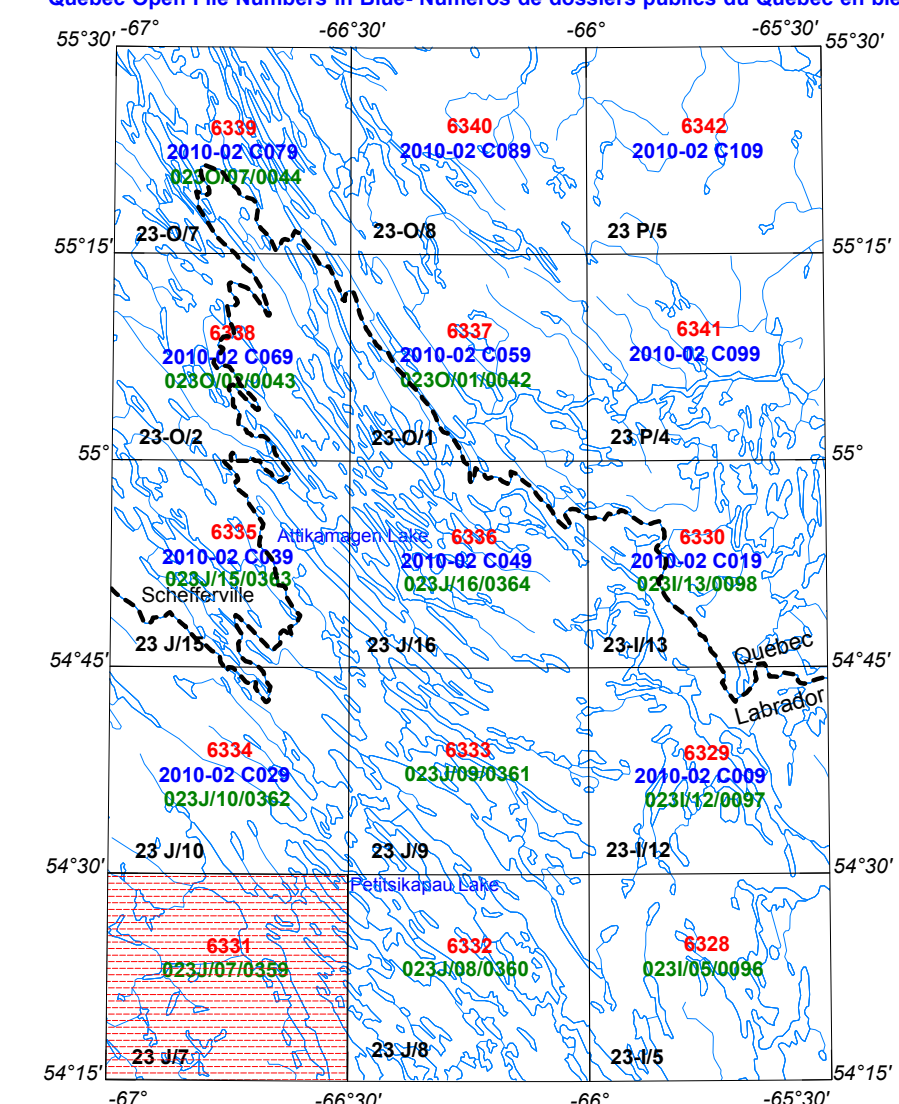 Quebec Open File Numbers in Blue- Numéros de dossiers publics du Québec en
-67° -66°30' -66° -65°30'
55°30' 55°30'
6339 6340 6342
2010-02 C079 2010-02 C089 2010-02 C109
023O/07/0044
23-O/7 23-O/8 23 P/5
55°15' 55°15'
6338 6337 6341
2010-02 C069 2010-02 C059 2010-02 C099
023O/02/0043 023O/01/0042
23-O/2 23-O/1 23 P/4
55° 55°
6335 Attikamagen Lake 6336 6330
2010-02 C039 2010-02 C049 2010-02 C019
023J/15/0363 023J/16/0364 023I/13/0098
Schefferville
23 J/15 23 J/16 23-I/13 Québec
54°45' 54°45'
Labrador
6334 6333 6329
2010-02 C029 023J/09/0361 2010-02 C009
023J/10/0362 023I/12/0097
23 J/10 23 J/9 23-I/12
54°30' 54°30'
Petitsikapau Lake
6331 6332 6328
023J/07/0359 023J/08/0360 023I/05/0096
23 J/7 23 J/8 23-I/5
54°15' 54°15'
-67° -66°30' -66° -65°30'